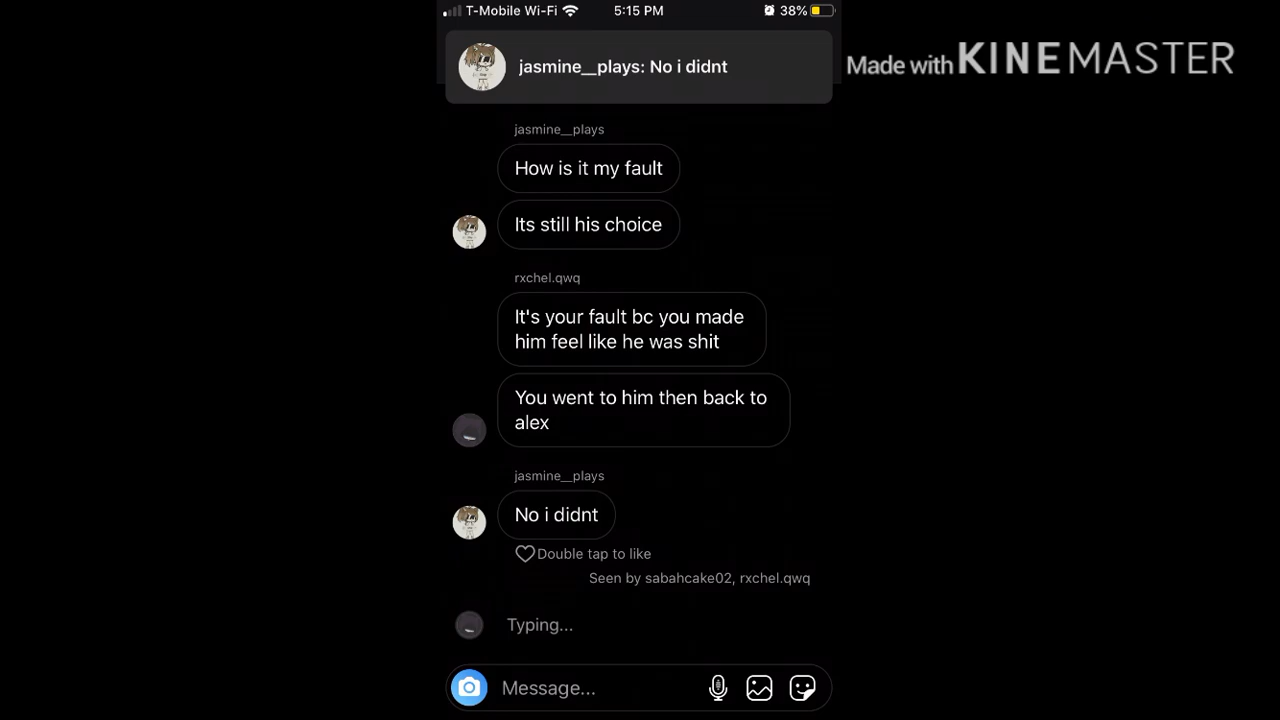 T-Mobile Wi-Fi 5:15 PM 38%
Made with KINEMASTER
jasmine__plays: No i didnt
jasmine__plays
How is it my fault
Its still his choice
rxchel.qwq
It's your fault bc you made
him feel like he was shit
You went to him then back to
alex
jasmine__plays
No i didnt
Double tap to like
Seen by sabahcake02, rxchel.qwq
Typing...
Message...